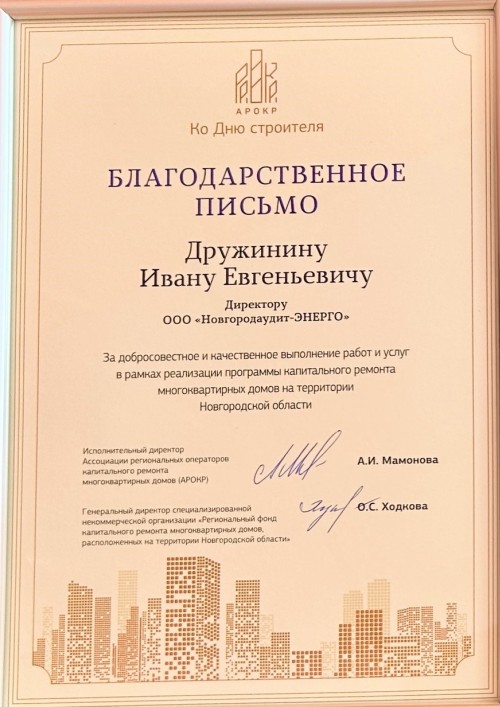 АРОКР
Ко Дню строителя
БЛАГОДАРСТВЕННОЕ
ПИСЬМО
Дружинину
Ивану Евгеньевичу
Директору
ООО «Новгородаудит-ЭНЕРГО»
За добросовестное и качественное выполнение работ и услуг
в рамках реализации программы капитального ремонта
многоквартирных домов на территории
Новгородской области
Исполнительный директор
Ассоциации региональных операторов
капитального ремонта
многоквартирных домов (АРОКР)
А.И. Мамонова
Генеральный директор специализированной
некоммерческой организации «Региональный фонд
капитального ремонта многоквартирных домов,
расположенных на территории Новгородской области»
О.С. Ходкова